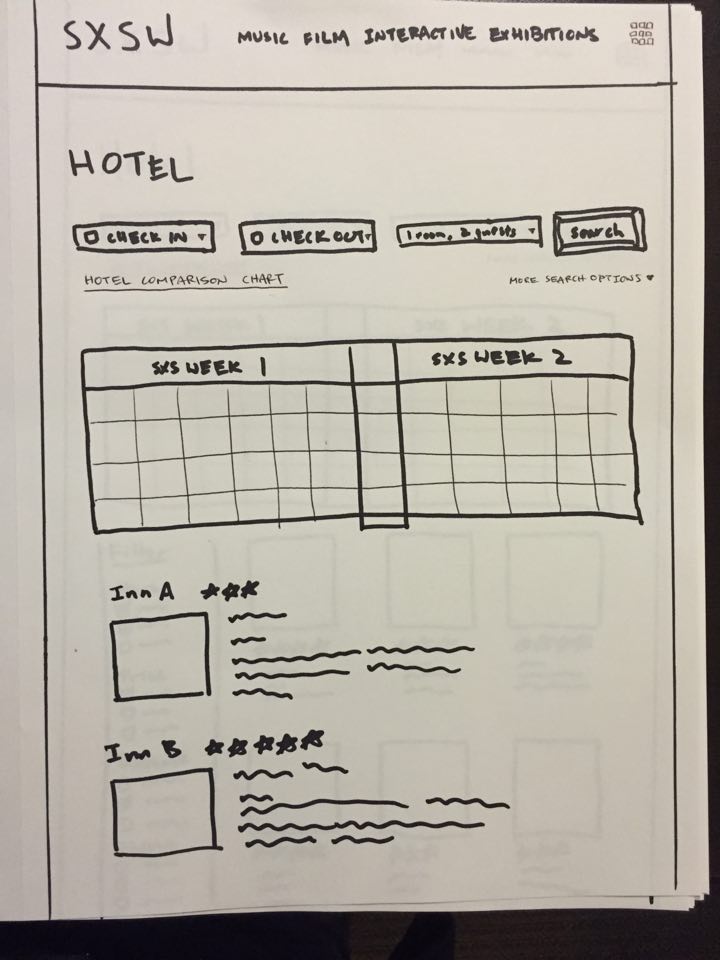 SXSW MUSIC FILM INTERACTIVE EXHIBITIONS
HOTEL
CHECK IN CHECK OUT 1 room, 2 guests Search
HOTEL COMPARISON CHART MORE SEARCH OPTIONS
SXS WEEK 1 SXS WEEK 2
Inn A
Inn B